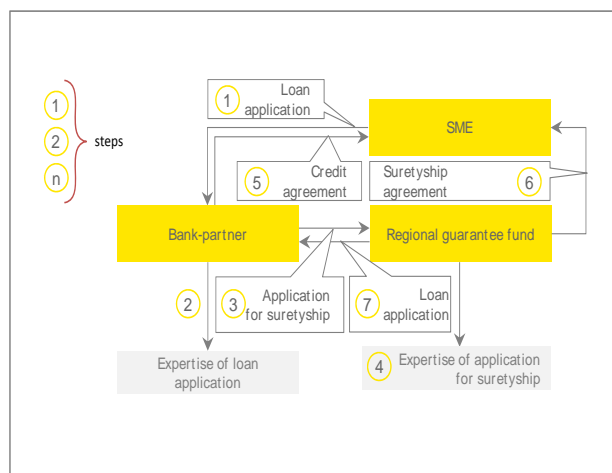 1
2
n
steps
1
Loan
application
SME
5
Credit
agreement
Suretyship
agreement
6
Bank-partner
Regional guarantee fund
2
3
Application
for suretyship
7
Loan
application
Expertise of loan
application
4
Expertise of application
for suretyship